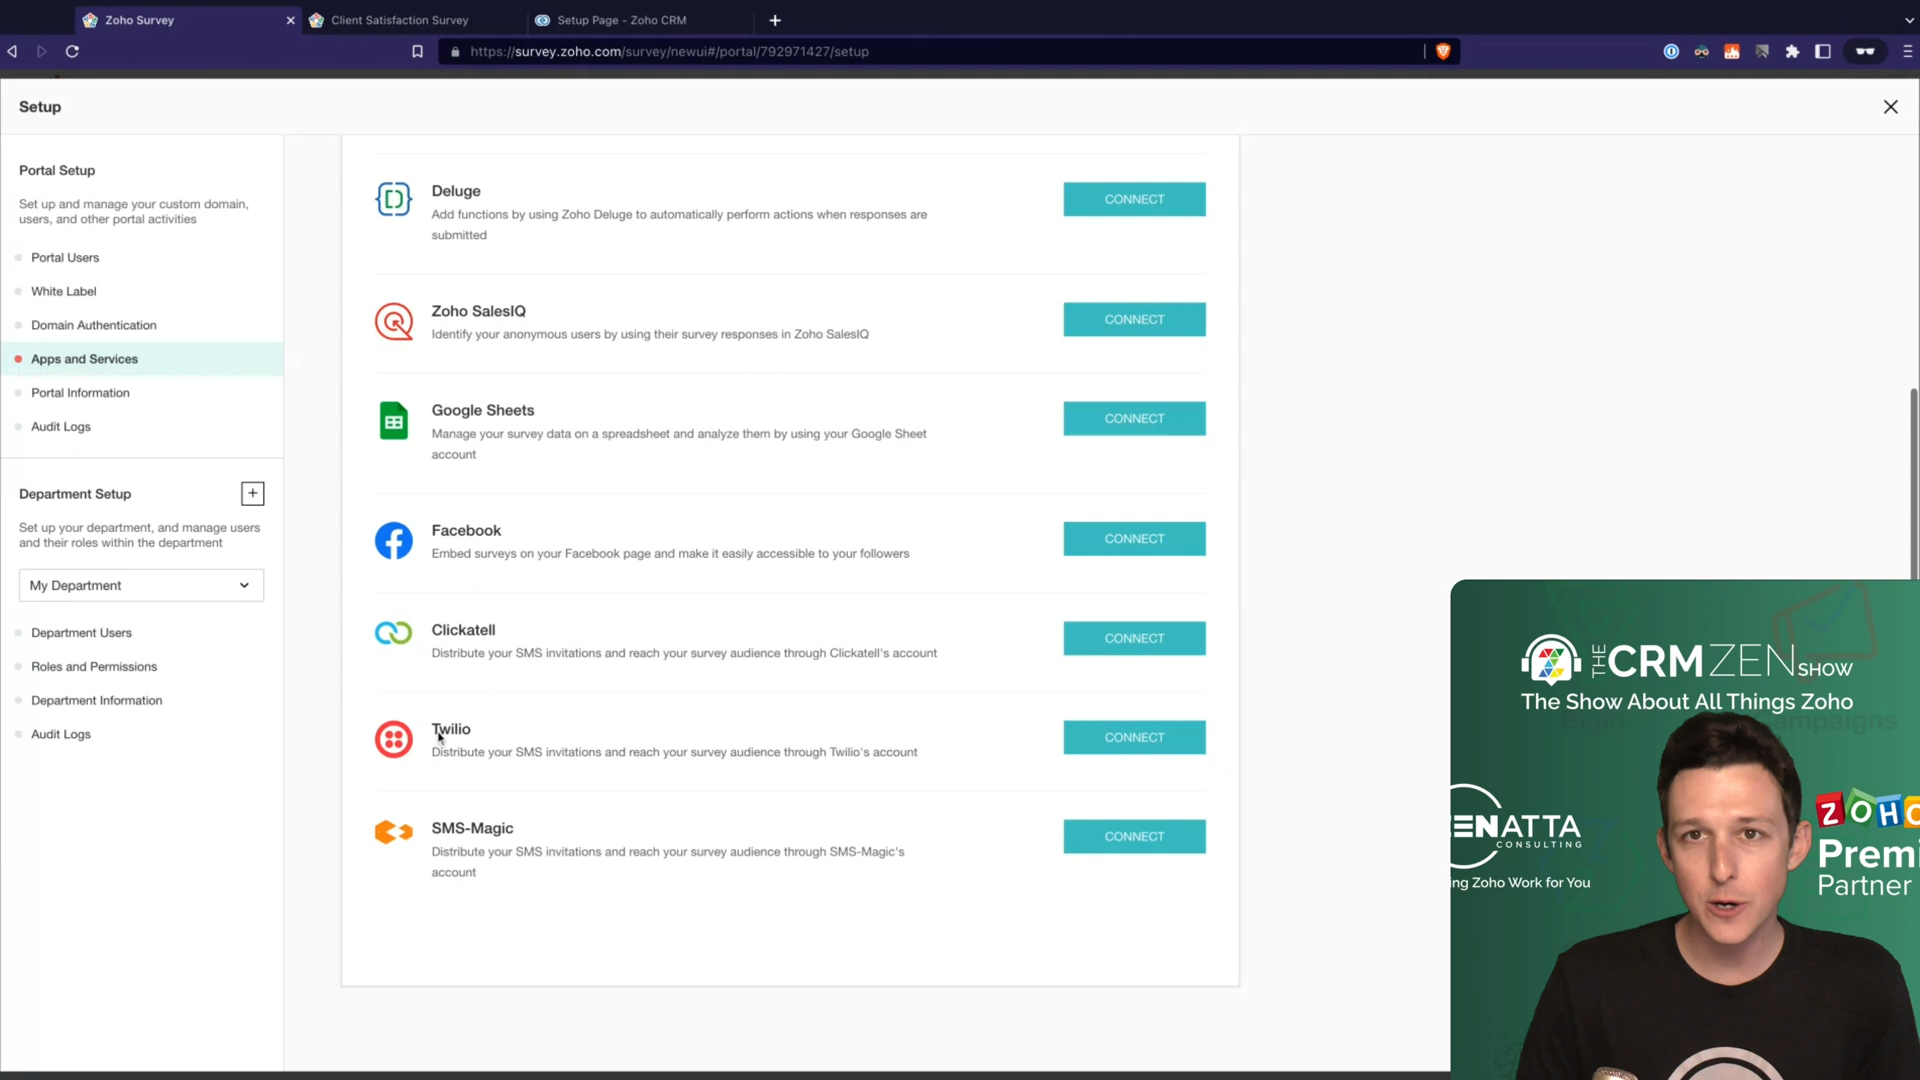 Zoho Survey
Client Satisfaction Survey
Setup Page - Zoho CRM
https://survey.zoho.com/survey/newui#/portal/792971427/setup
Setup
Portal Setup
Set up and manage your custom domain,
users, and other portal activities
Portal Users
White Label
Domain Authentication
Apps and Services
Portal Information
Audit Logs
Department Setup
Set up your department, and manage users
and their roles within the department
My Department
Department Users
Roles and Permissions
Department Information
Audit Logs
Deluge
Add functions by using Zoho Deluge to automatically perform actions when responses are
submitted
CONNECT
Zoho SalesIQ
Identify your anonymous users by using their survey responses in Zoho SalesIQ
CONNECT
Google Sheets
Manage your survey data on a spreadsheet and analyze them by using your Google Sheet
account
CONNECT
Facebook
Embed surveys on your Facebook page and make it easily accessible to your followers
CONNECT
Clickatell
Distribute your SMS invitations and reach your survey audience through Clickatell's account
CONNECT
Twilio
Distribute your SMS invitations and reach your survey audience through Twilio's account
CONNECT
SMS-Magic
Distribute your SMS invitations and reach your survey audience through SMS-Magic's
account
CONNECT
THE CRM ZEN SHOW
The Show About All Things Zoho
ENATTA
CONSULTING
ng Zoho Work for You
ZOHO
Premi
Partner